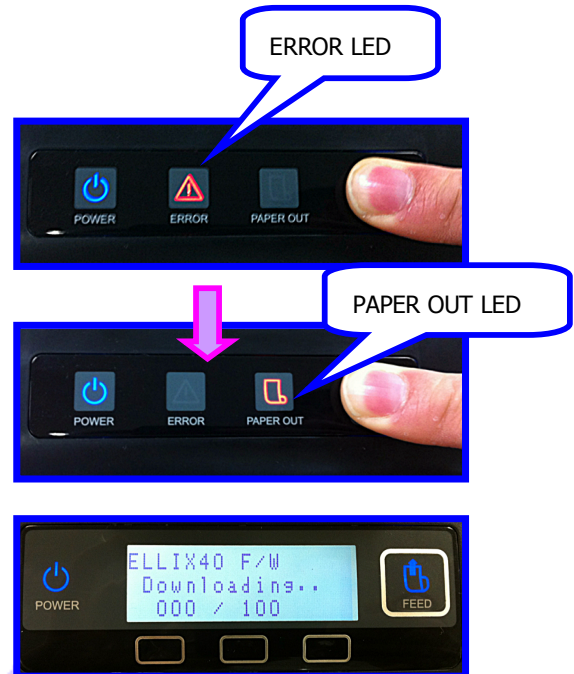 ERROR LED
POWER ERROR PAPER OUT
PAPER OUT LED
POWER ERROR PAPER OUT
ELLIX40 F/W
Downloading..
000 / 100
POWER
FEED